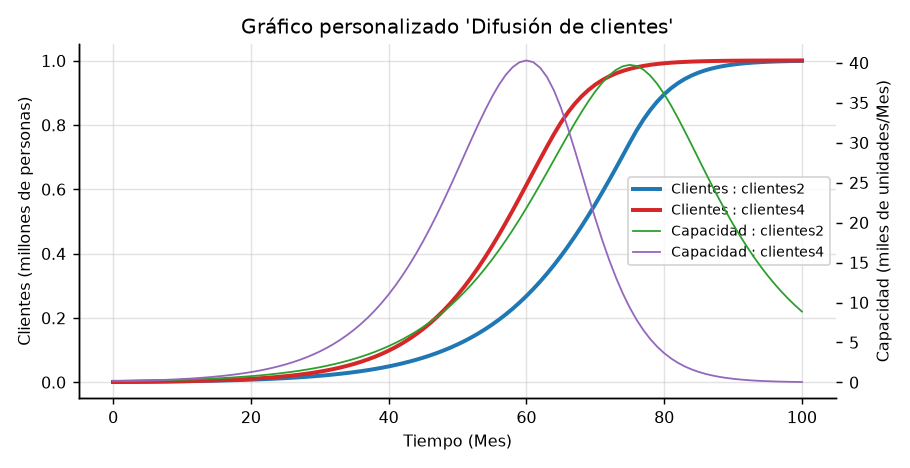 Gráfico personalizado 'Difusión de clientes'
Clientes (millones de personas)
1.0
0.8
0.6
0.4
0.2
0.0
0
20
40
60
80
100
Tiempo (Mes)
40
35
30
25
20
15
10
5
0
Capacidad (miles de unidades/Mes)
Clientes : clientes2
Clientes : clientes4
Capacidad : clientes2
Capacidad : clientes4